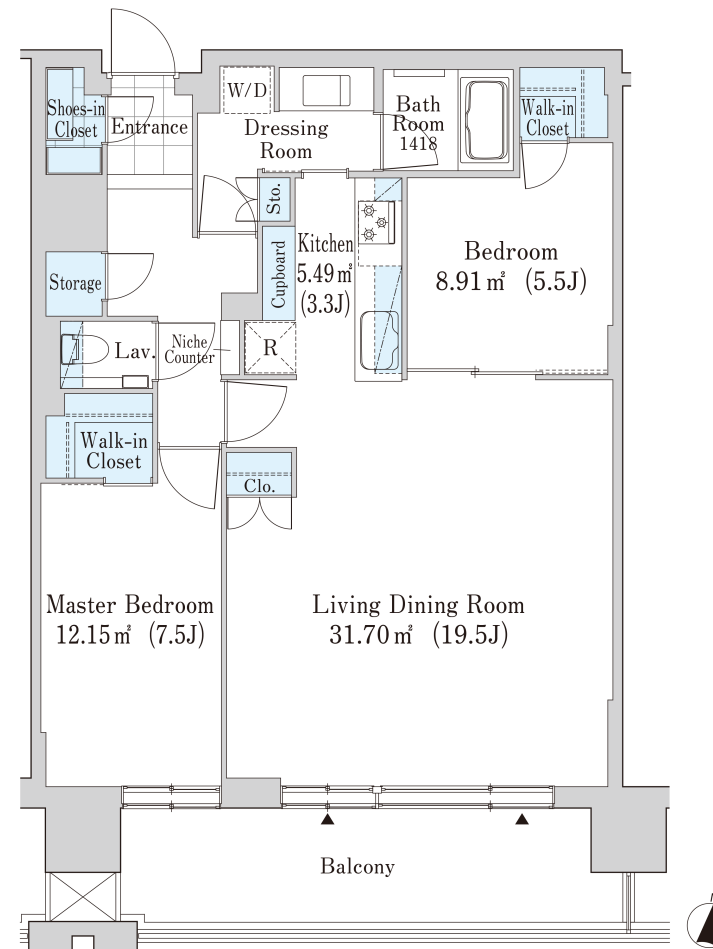 W/D
Shoes-in
Closet
Entrance
Dressing
Room
Bath
Room
1418
Walk-in
Closet
Sto.
Kitchen
5.49㎡
(3.3J)
Cupboard
Bedroom
8.91㎡ (5.5J)
Storage
Lav.
Niche
Counter
R
Walk-in
Closet
Clo.
Master Bedroom
12.15㎡ (7.5J)
Living Dining Room
31.70㎡ (19.5J)
Balcony